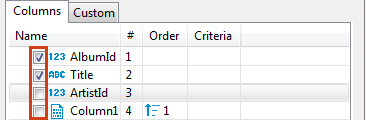 Columns Custom
Name # Order Criteria
123 AlbumId 1
ABC Title 2
123 ArtistId 3
Column1 4 1